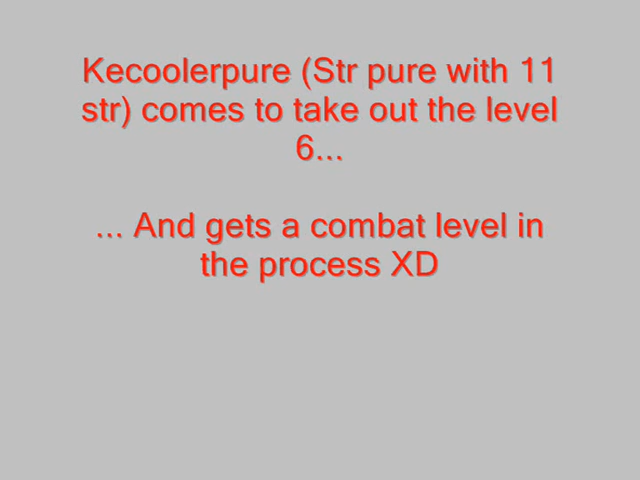 Kecoolerpure (Str pure with 11
str) comes to take out the level
6...
... And gets a combat level in
the process XD